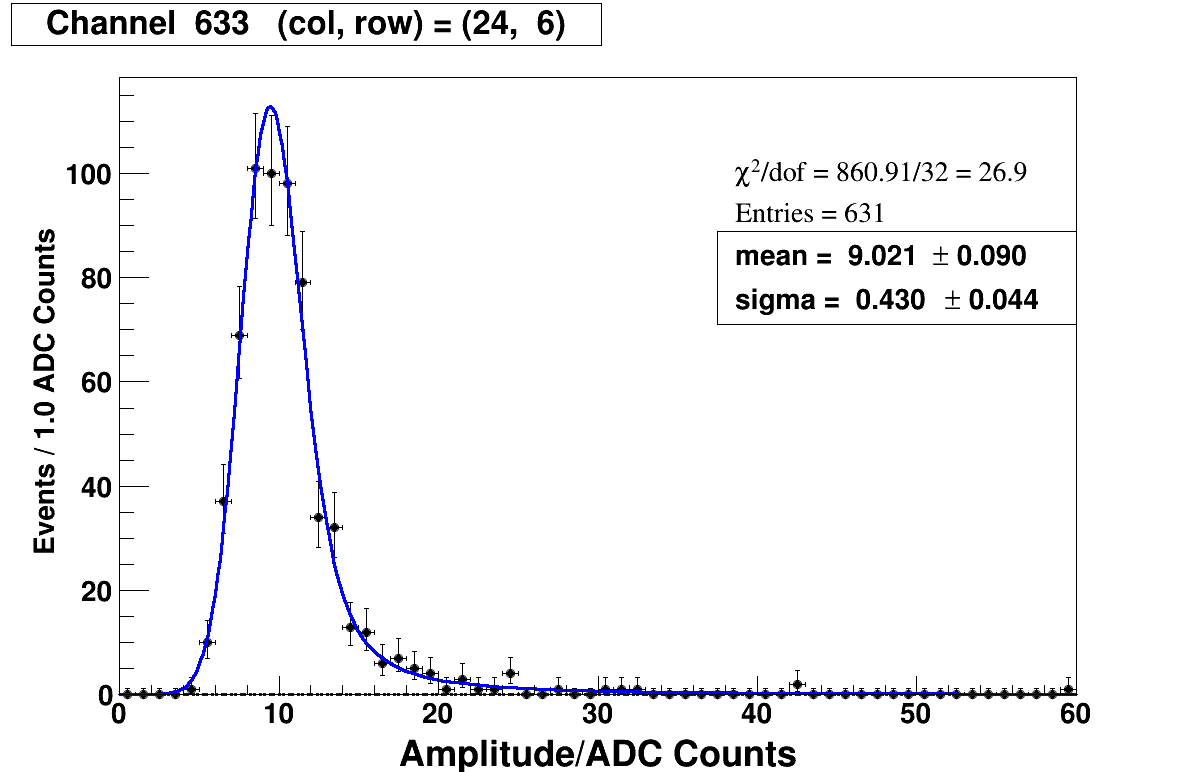 Channel 633 (col, row) = (24, 6)
χ²/dof = 860.91/32 = 26.9
Entries = 631
mean = 9.021 ± 0.090
sigma = 0.430 ± 0.044
Events / 1.0 ADC Counts
100
80
60
40
20
0
0 10 20 30 40 50 60
Amplitude/ADC Counts